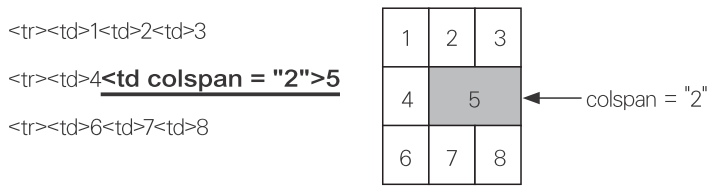 <tr><td>1<td>2<td>3
<tr><td>4<td colspan = "2">5
<tr><td>6<td>7<td>8
1 2 3
4 5
6 7 8
colspan = "2"